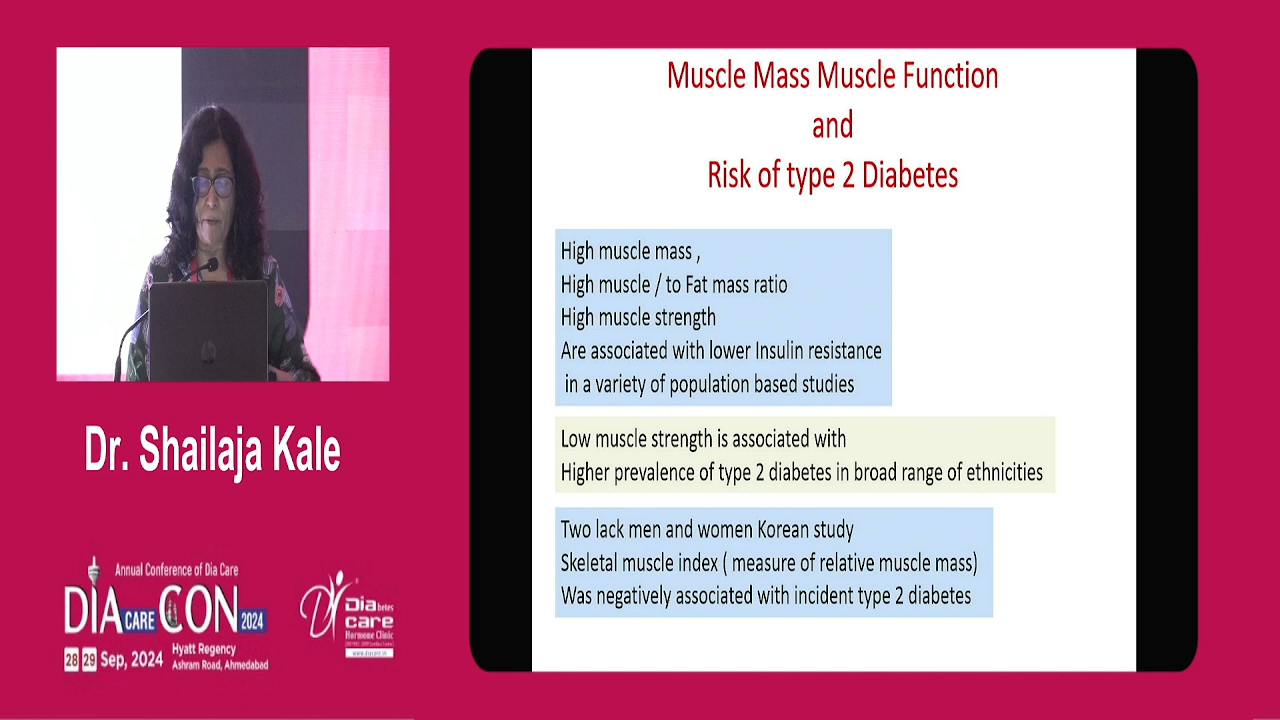 Muscle Mass Muscle Function
and
Risk of type 2 Diabetes
High muscle mass ,
High muscle / to Fat mass ratio
High muscle strength
Are associated with lower Insulin resistance
in a variety of population based studies
Low muscle strength is associated with
Higher prevalence of type 2 diabetes in broad range of ethnicities
Two lack men and women Korean study
Skeletal muscle index ( measure of relative muscle mass)
Was negatively associated with incident type 2 diabetes
Dr. Shailaja Kale
Annual Conference of Dia Care
DIA CARE CON 2024
28 29 Sep, 2024
Hyatt Regency
Ashram Road, Ahmedabad
Diabetes
care
Hormone Clinic
www.diacare.in